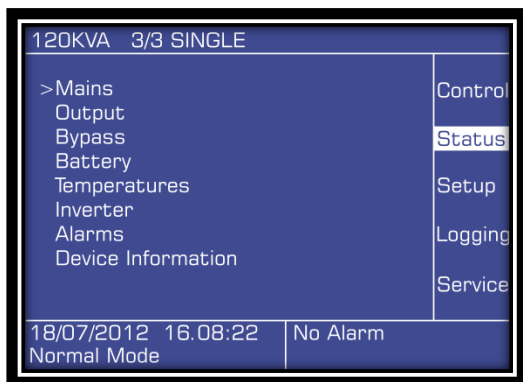 120KVA 3/3 SINGLE
>Mains
Output
Bypass
Battery
Temperatures
Inverter
Alarms
Device Information
Control
Status
Setup
Logging
Service
18/07/2012 16.08:22
Normal Mode
No Alarm